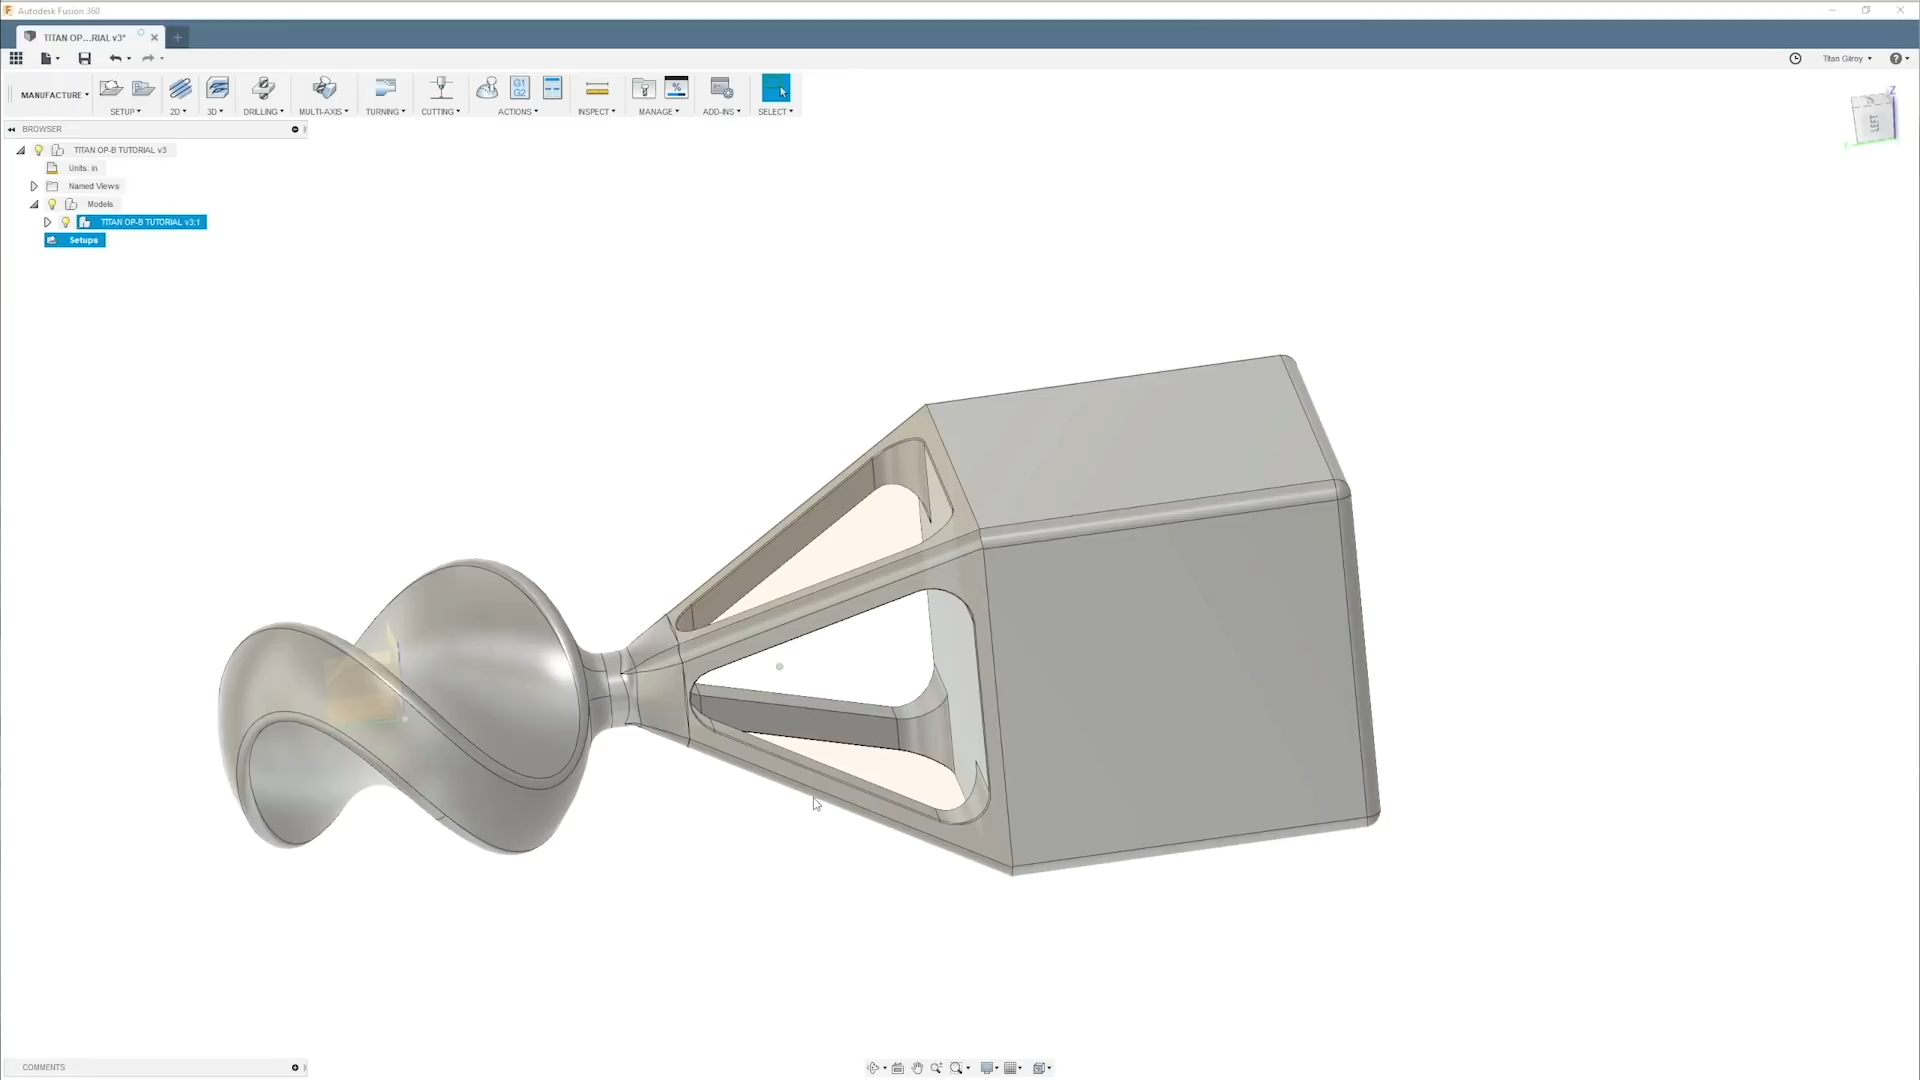 Autodesk Fusion 360
TITAN OP...RIAL v3*
Titan Gilroy
MANUFACTURE
G1
G2
%
SETUP
2D
3D
DRILLING
MULTI-AXIS
TURNING
CUTTING
ACTIONS
INSPECT
MANAGE
ADD-INS
SELECT
Z
LEFT
BROWSER
TITAN OP-B TUTORIAL v3
Units: in
Named Views
Models
TITAN OP-B TUTORIAL v3:1
Setups
COMMENTS